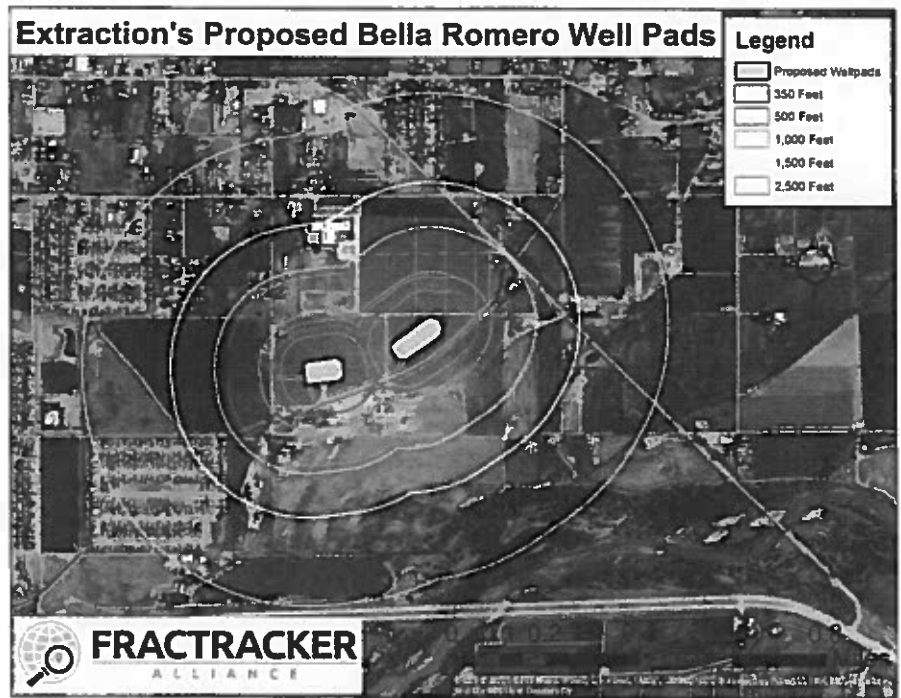 Extraction's Proposed Bella Romero Well Pads
Legend
Proposed Wellpads
350 Feet
500 Feet
1,000 Feet
1,500 Feet
2,500 Feet
FRACTRACKER
ALLIANCE